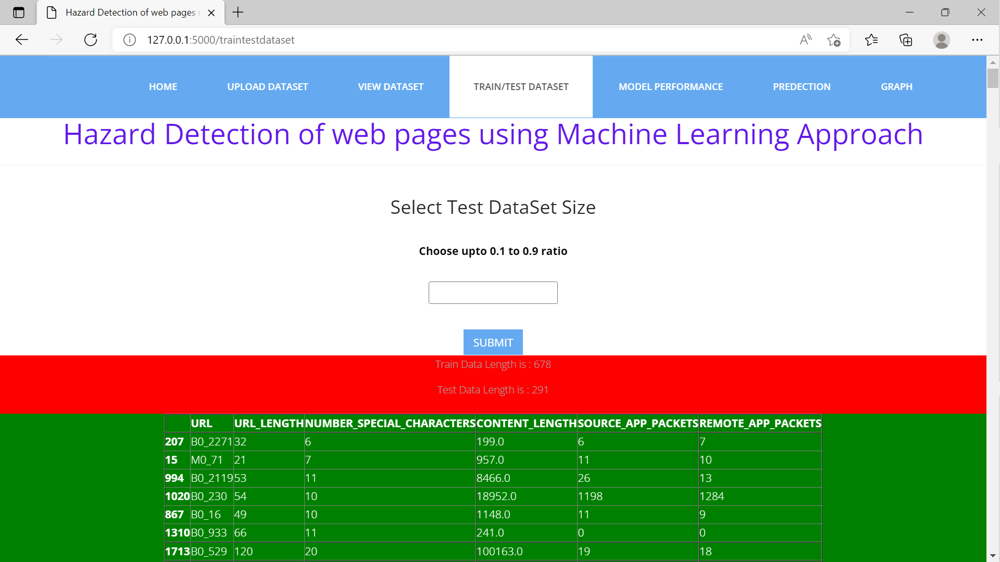 Hazard Detection of web pages
127.0.0.1:5000/traintestdataset
HOME UPLOAD DATASET VIEW DATASET TRAIN/TEST DATASET MODEL PERFORMANCE PREDECTION GRAPH
Hazard Detection of web pages using Machine Learning Approach
Select Test DataSet Size
Choose upto 0.1 to 0.9 ratio
SUBMIT
Train Data Length is : 678
Test Data Length is : 291
URL URL_LENGTH NUMBER_SPECIAL_CHARACTERS CONTENT_LENGTH SOURCE_APP_PACKETS REMOTE_APP_PACKETS
207 B0_2271 32 6 199.0 6 7
15 M0_71 21 7 957.0 11 10
994 B0_2119 53 11 8466.0 26 13
1020 B0_230 54 10 18952.0 1198 1284
867 B0_16 49 10 1148.0 11 9
1310 B0_933 66 11 241.0 0 0
1713 B0_529 120 20 100163.0 19 18